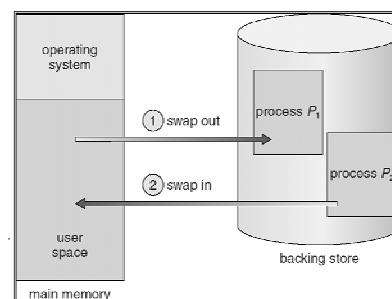 operating
system
1 swap out
process P1
2 swap in
process P2
user
space
backing store
main memory